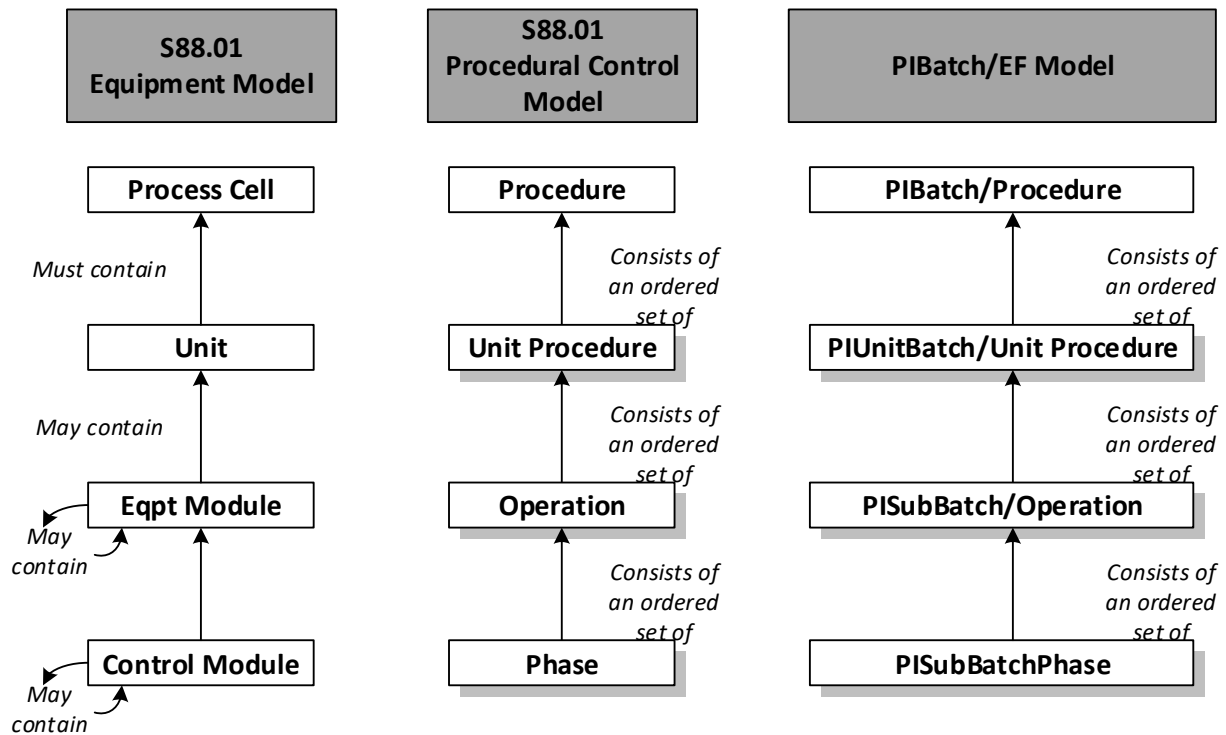 S88.01
Equipment Model
S88.01
Procedural Control
Model
PIBatch/EF Model
Process Cell
Procedure
PIBatch/Procedure
Must contain
Consists of
an ordered
set of
Consists of
an ordered
set of
Unit
Unit Procedure
PIUnitBatch/Unit Procedure
May contain
Consists of
an ordered
set of
Consists of
an ordered
set of
Eqpt Module
Operation
PISubBatch/Operation
May
contain
Consists of
an ordered
set of
Consists of
an ordered
set of
Control Module
Phase
PISubBatchPhase
May
contain